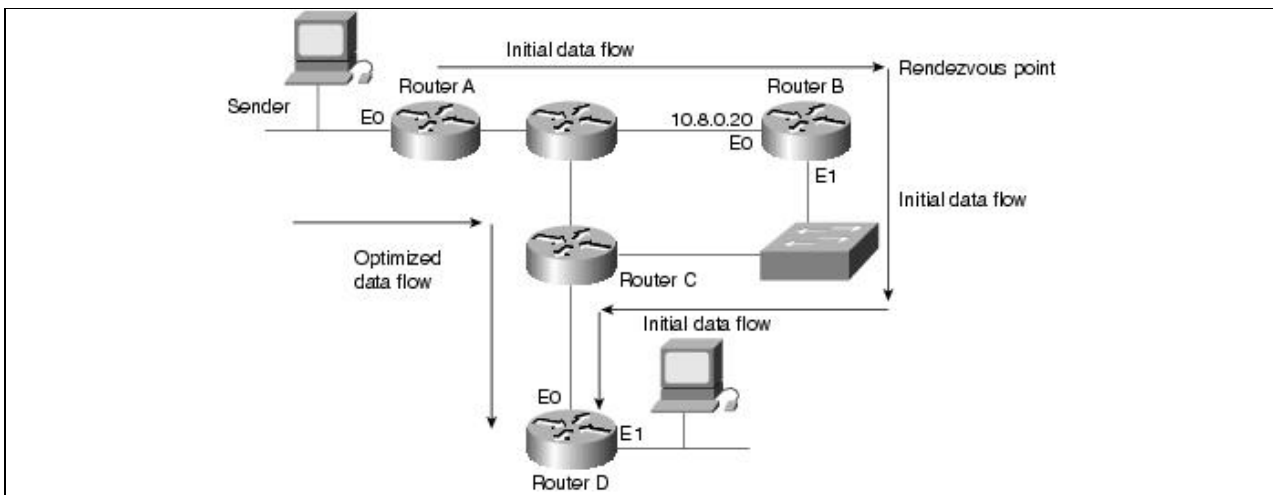 Initial data flow
Rendezvous point
Router A
Router B
Sender
E0
10.8.0.20
E0
E1
Initial data flow
Optimized
data flow
Router C
Initial data flow
E0
E1
Router D